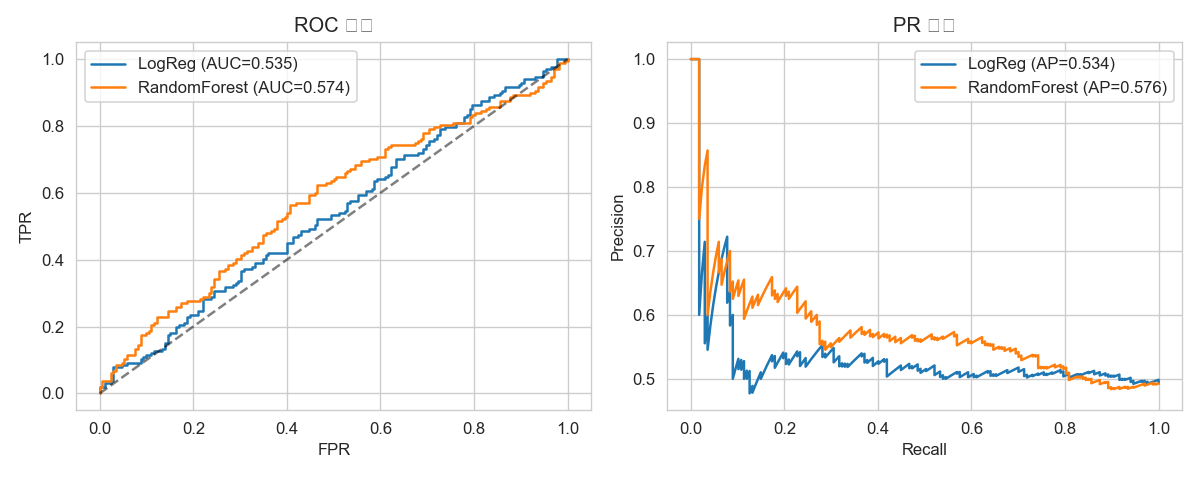 ROC
LogReg (AUC=0.535)
RandomForest (AUC=0.574)
1.0
0.8
0.6
0.4
0.2
0.0
TPR
0.0
0.2
0.4
0.6
0.8
1.0
FPR
PR
LogReg (AP=0.534)
RandomForest (AP=0.576)
1.0
0.9
0.8
0.7
0.6
0.5
Precision
0.0
0.2
0.4
0.6
0.8
1.0
Recall